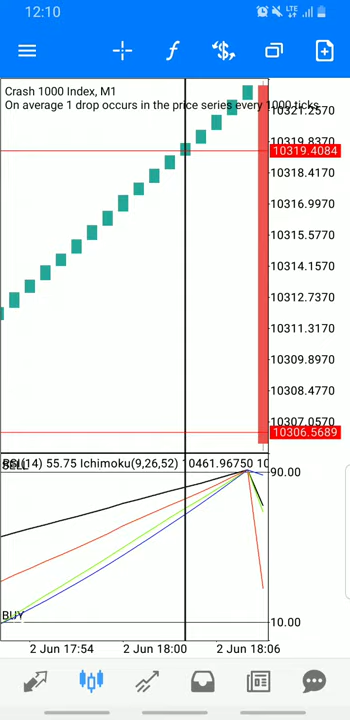 12:10
LTE
f
$
Crash 1000 Index, M1
On average 1 drop occurs in the price series every 1000 ticks
10321.2570
10319.8370
10319.4084
10318.4170
10316.9970
10315.5770
10314.1570
10312.7370
10311.3170
10309.8970
10308.4770
10307.0570
10306.5689
SELL
RSI(14) 55.75 Ichimoku(9,26,52) 10461.96750 10
90.00
BUY
10.00
2 Jun 17:54
2 Jun 18:00
2 Jun 18:06